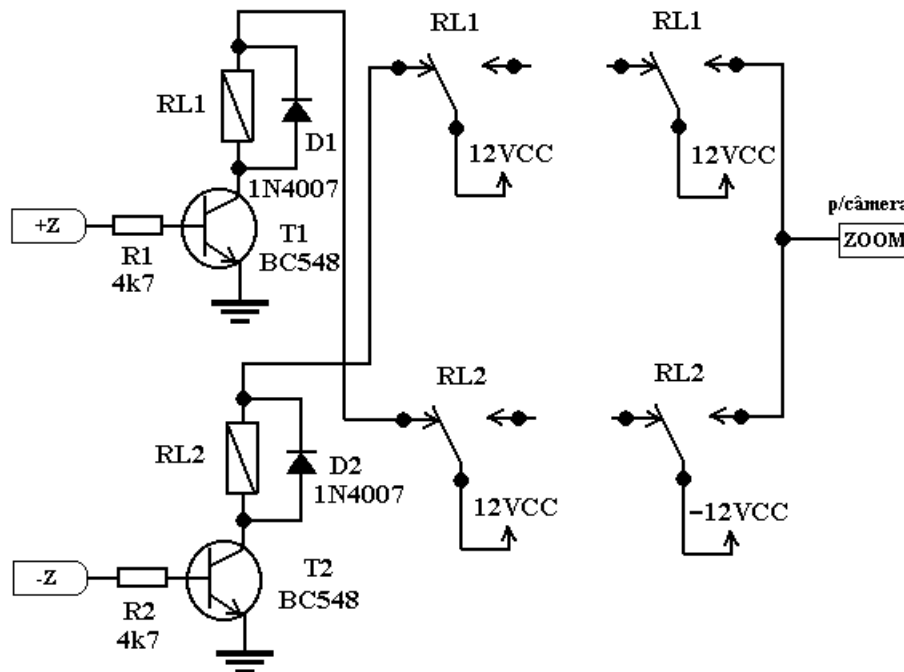 RL1
RL1
RL1
D1
1N4007
12VCC
12VCC
+Z
R1
4k7
T1
BC548
p/câmera
ZOOM
RL2
RL2
RL2
D2
1N4007
12VCC
−12VCC
-Z
R2
4k7
T2
BC548